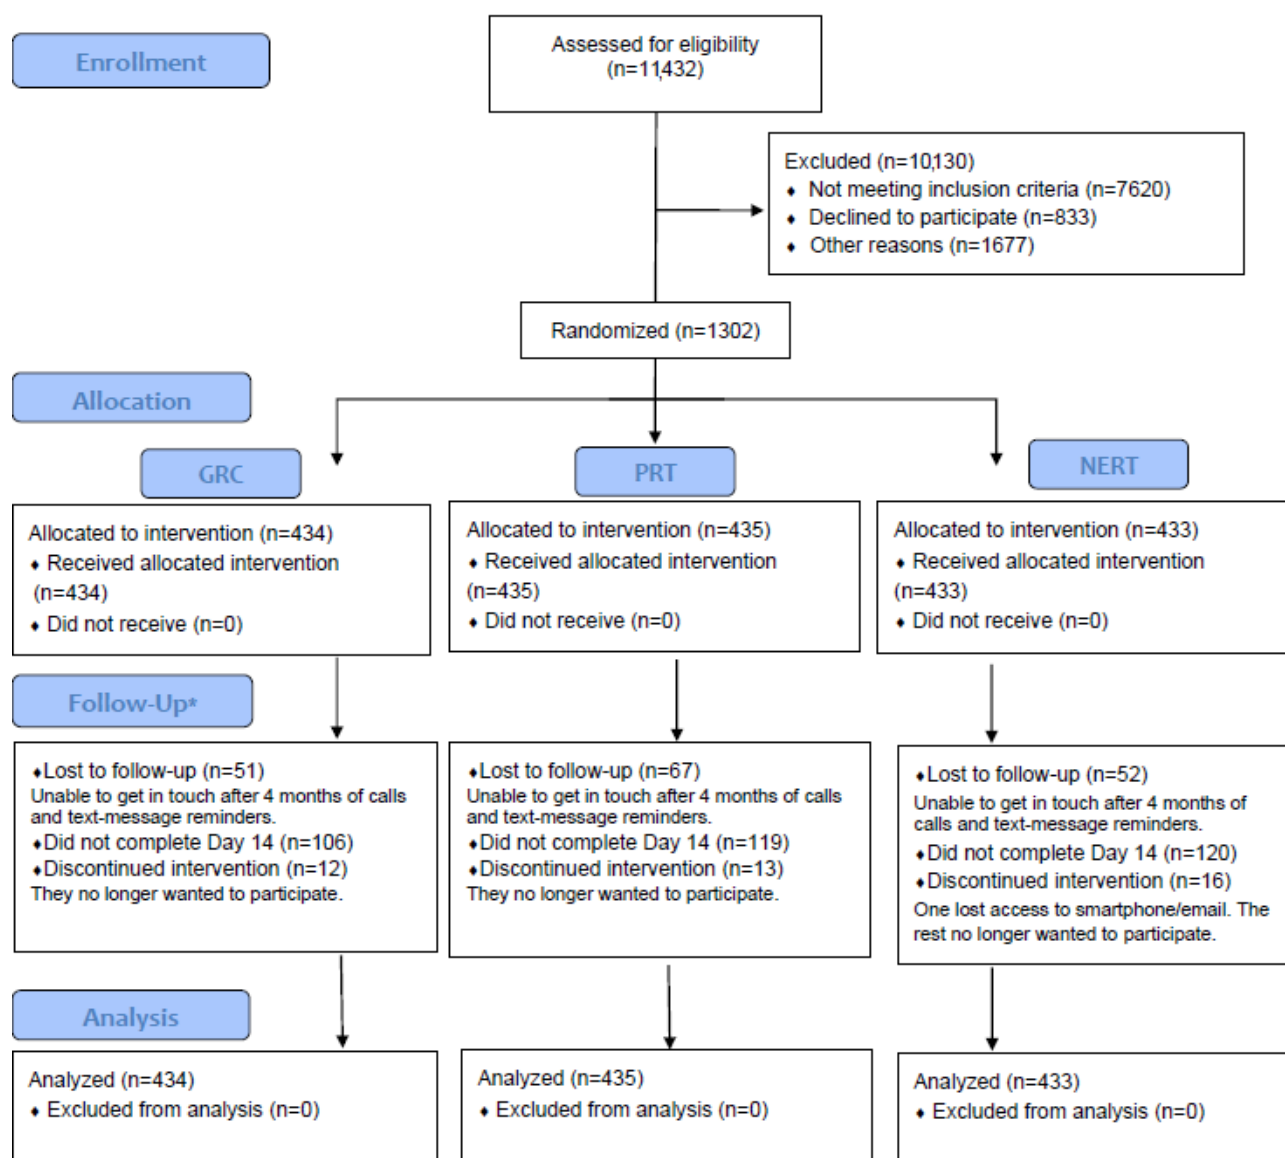 Enrollment
Assessed for eligibility
(n=11,432)
Excluded (n=10,130)
♦ Not meeting inclusion criteria (n=7620)
♦ Declined to participate (n=833)
♦ Other reasons (n=1677)
Randomized (n=1302)
Allocation
GRC
PRT
NERT
Allocated to intervention (n=434)
♦ Received allocated intervention
(n=434)
♦ Did not receive (n=0)
Allocated to intervention (n=435)
♦ Received allocated intervention
(n=435)
♦ Did not receive (n=0)
Allocated to intervention (n=433)
♦ Received allocated intervention
(n=433)
♦ Did not receive (n=0)
Follow-Up*
♦Lost to follow-up (n=51)
Unable to get in touch after 4 months of calls
and text-message reminders.
♦Did not complete Day 14 (n=106)
♦Discontinued intervention (n=12)
They no longer wanted to participate.
♦Lost to follow-up (n=67)
Unable to get in touch after 4 months of calls
and text-message reminders.
♦Did not complete Day 14 (n=119)
♦Discontinued intervention (n=13)
They no longer wanted to participate.
♦Lost to follow-up (n=52)
Unable to get in touch after 4 months of
calls and text-message reminders.
♦Did not complete Day 14 (n=120)
♦Discontinued intervention (n=16)
One lost access to smartphone/email. The
rest no longer wanted to participate.
Analysis
Analyzed (n=434)
♦ Excluded from analysis (n=0)
Analyzed (n=435)
♦ Excluded from analysis (n=0)
Analyzed (n=433)
♦ Excluded from analysis (n=0)